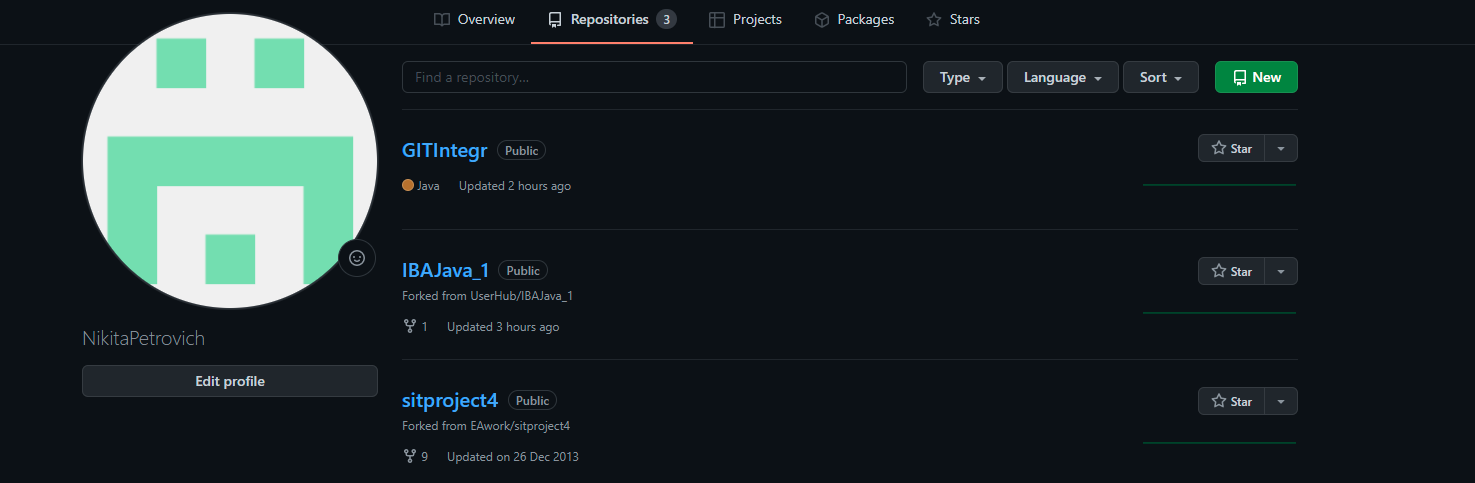 Overview Repositories 3 Projects Packages Stars
Find a repository... Type Language Sort New
GITIntegr Public Star
Java Updated 2 hours ago
IBAJava_1 Public Star
Forked from UserHub/IBAJava_1
1 Updated 3 hours ago
NikitaPetrovich
Edit profile
sitproject4 Public Star
Forked from EAwork/sitproject4
9 Updated on 26 Dec 2013